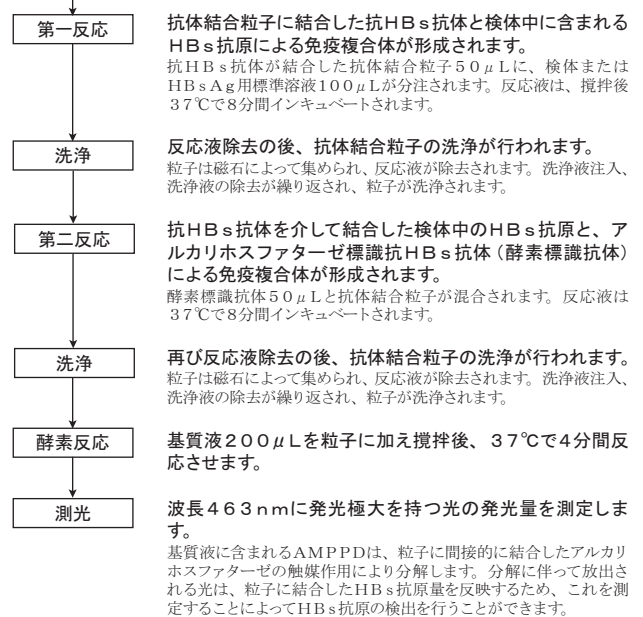 第一反応
抗体結合粒子に結合した抗HBs抗体と検体中に含まれる
HBs抗原による免疫複合体が形成されます。
抗HBs抗体が結合した抗体結合粒子50μLに、検体または
HBsAg用標準溶液100μLが分注されます。反応液は、撹拌後
37℃で8分間インキュベートされます。
洗浄
反応液除去の後、抗体結合粒子の洗浄が行われます。
粒子は磁石によって集められ、反応液が除去されます。洗浄液注入、
洗浄液の除去が繰り返され、粒子が洗浄されます。
第二反応
抗HBs抗体を介して結合した検体中のHBs抗原と、ア
ルカリホスファターゼ標識抗HBs抗体（酵素標識抗体）
による免疫複合体が形成されます。
酵素標識抗体50μLと抗体結合粒子が混合されます。反応液は
37℃で8分間インキュベートされます。
洗浄
再び反応液除去の後、抗体結合粒子の洗浄が行われます。
粒子は磁石によって集められ、反応液が除去されます。洗浄液注入、
洗浄液の除去が繰り返され、粒子が洗浄されます。
酵素反応
基質液200μLを粒子に加え撹拌後、37℃で4分間反
応させます。
測光
波長463nmに発光極大を持つ光の発光量を測定しま
す。
基質液に含まれるAMPPDは、粒子に間接的に結合したアルカリ
ホスファターゼの触媒作用により分解します。分解に伴って放出さ
れる光は、粒子に結合したHBs抗原量を反映するため、これを測
定することによってHBs抗原の検出を行うことができます。